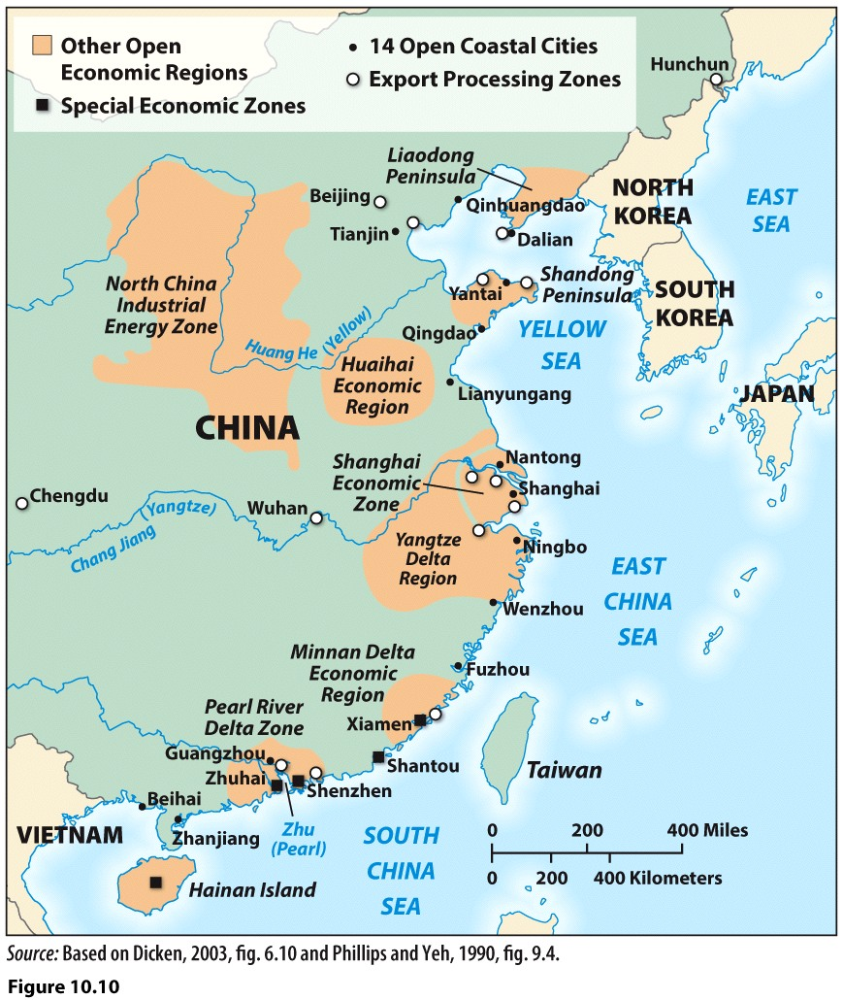 Other Open
Economic Regions
Special Economic Zones
14 Open Coastal Cities
Export Processing Zones
Hunchun
Liaodong
Peninsula
Beijing
Qinhuangdao
NORTH
KOREA
EAST
SEA
Tianjin
Dalian
North China
Industrial
Energy Zone
Yantai
Shandong
Peninsula
SOUTH
KOREA
Huang He (Yellow)
Qingdao
YELLOW
SEA
Huaihai
Economic
Region
Lianyungang
JAPAN
CHINA
Shanghai
Economic
Zone
Nantong
Shanghai
Chengdu
(Yangtze)
Chang Jiang
Wuhan
Yangtze
Delta
Region
Ningbo
EAST
CHINA
SEA
Wenzhou
Minnan Delta
Economic
Region
Fuzhou
Pearl River
Delta Zone
Xiamen
Guangzhou
Shantou
Taiwan
Zhuhai
Shenzhen
Beihai
Zhu
(Pearl)
VIETNAM
Zhanjiang
SOUTH
CHINA
SEA
0 200 400 Miles
0 200 400 Kilometers
Hainan Island
Source: Based on Dicken, 2003, fig. 6.10 and Phillips and Yeh, 1990, fig. 9.4.
Figure 10.10